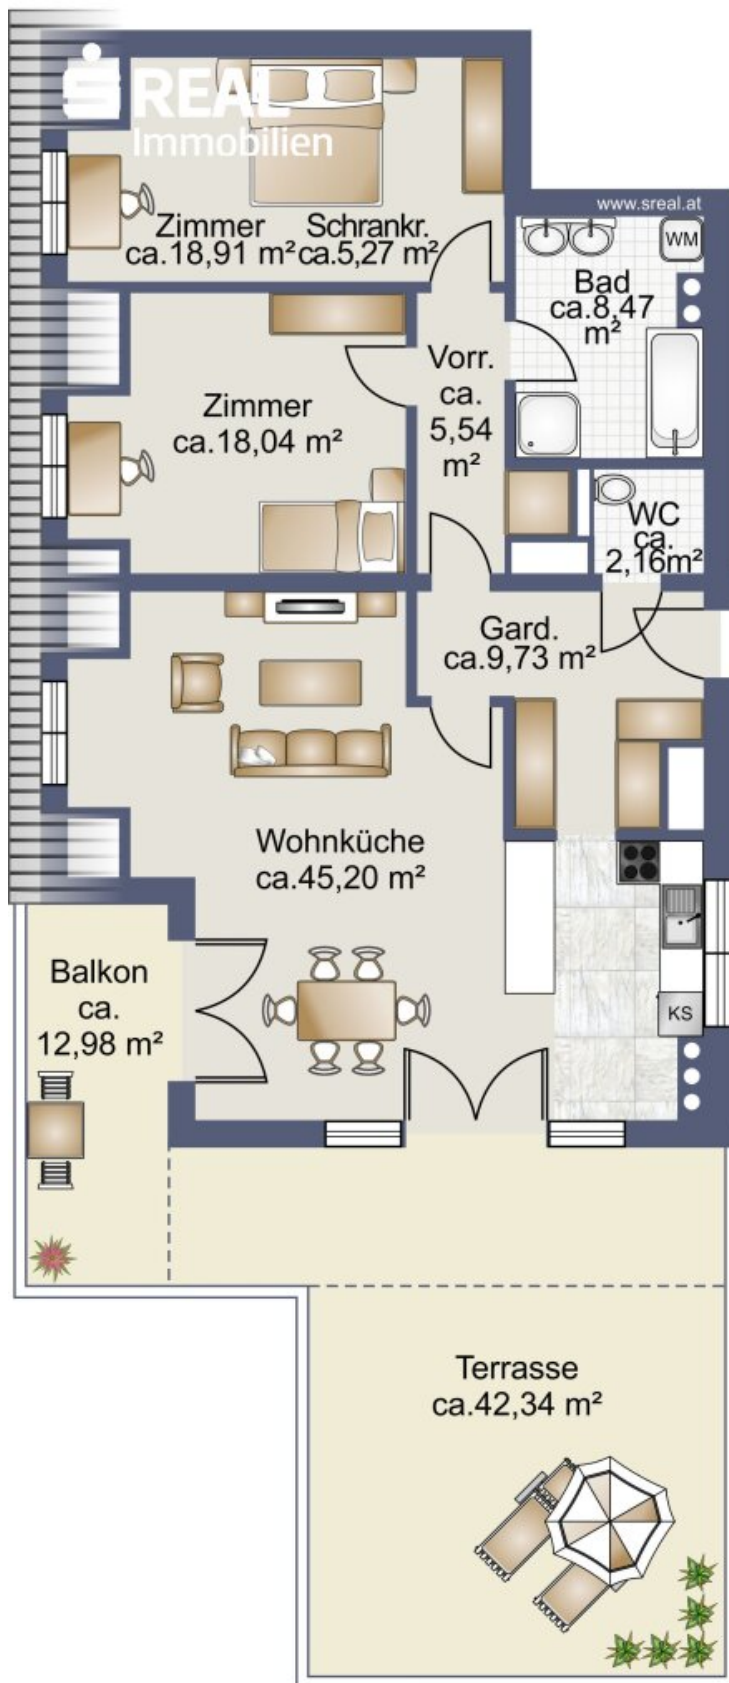 S REAL
Immobilien
www.sreal.at
Zimmer
ca.18,91 m²
Schrankr.
ca.5,27 m²
WM
Bad
ca.8,47
m²
Vorr.
ca.
5,54
m²
Zimmer
ca.18,04 m²
WC
ca.
2,16m²
Gard.
ca.9,73 m²
Wohnküche
ca.45,20 m²
Balkon
ca.
12,98 m²
KS
Terrasse
ca.42,34 m²